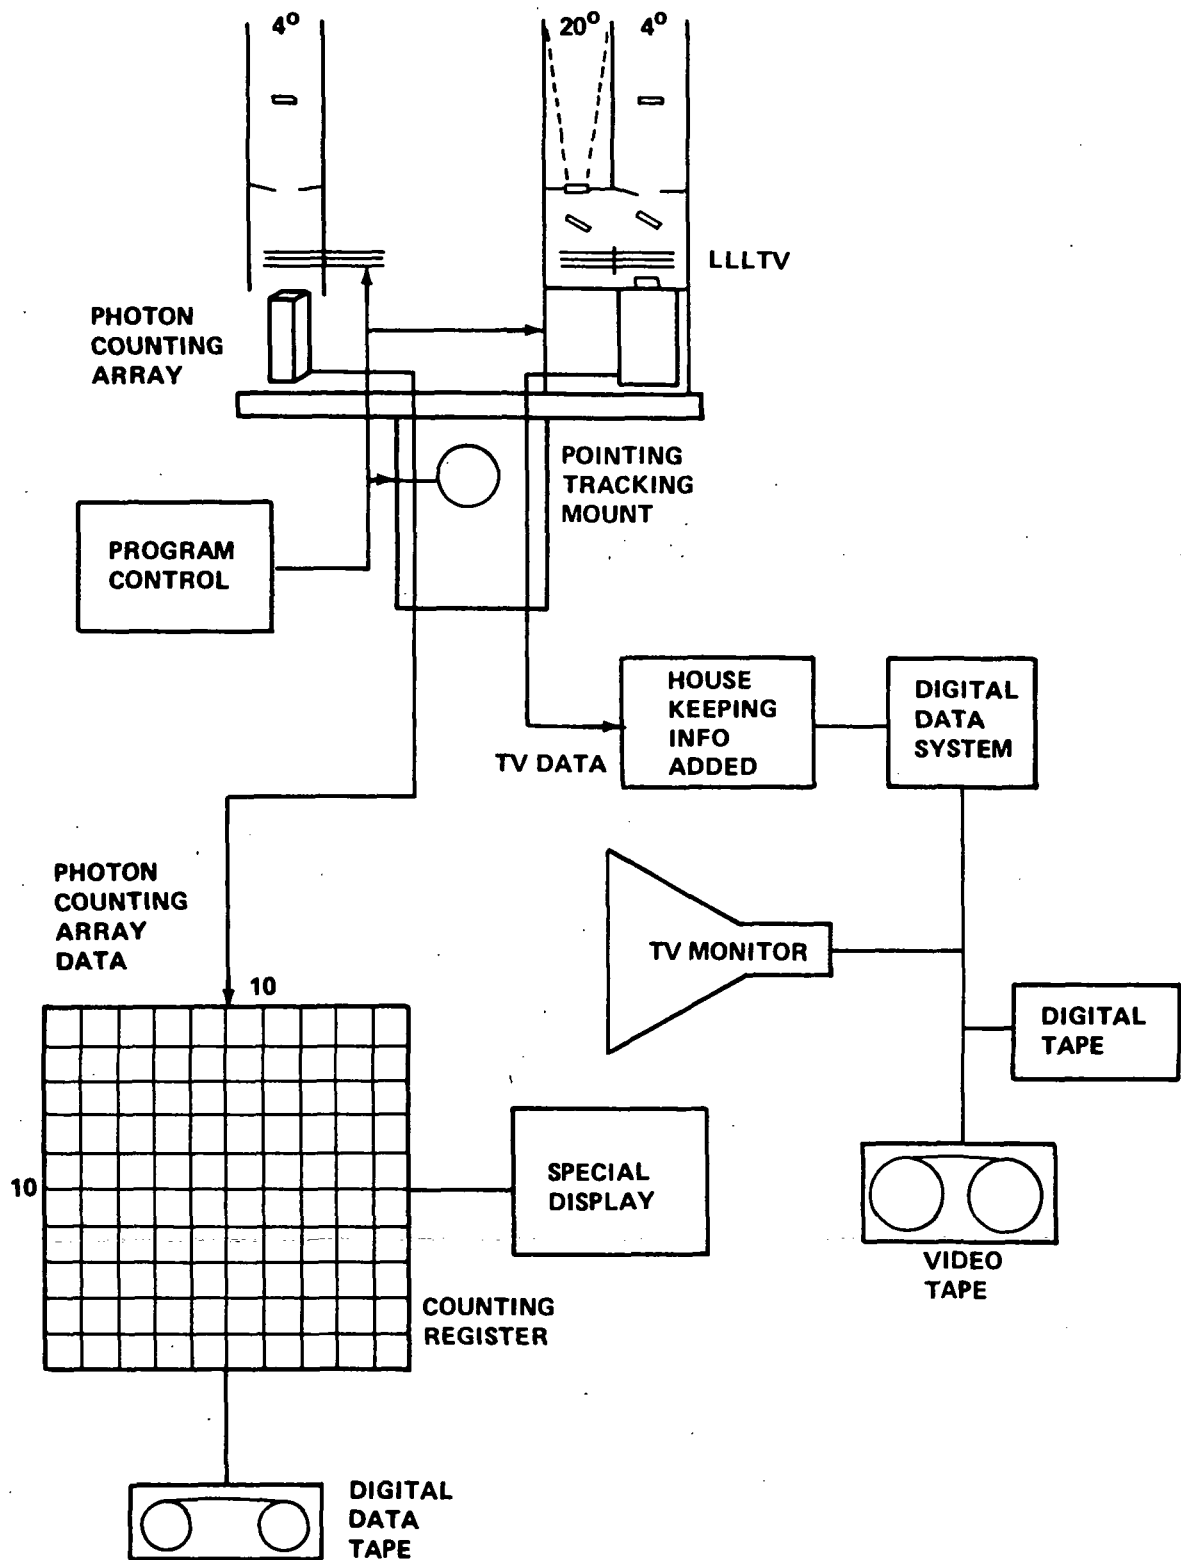 4°
20°
4°
LLLTV
PHOTON
COUNTING
ARRAY
POINTING
TRACKING
MOUNT
PROGRAM
CONTROL
HOUSE
KEEPING
INFO
ADDED
DIGITAL
DATA
SYSTEM
TV DATA
PHOTON
COUNTING
ARRAY
DATA
TV MONITOR
10
DIGITAL
TAPE
10
SPECIAL
DISPLAY
VIDEO
TAPE
COUNTING
REGISTER
DIGITAL
DATA
TAPE